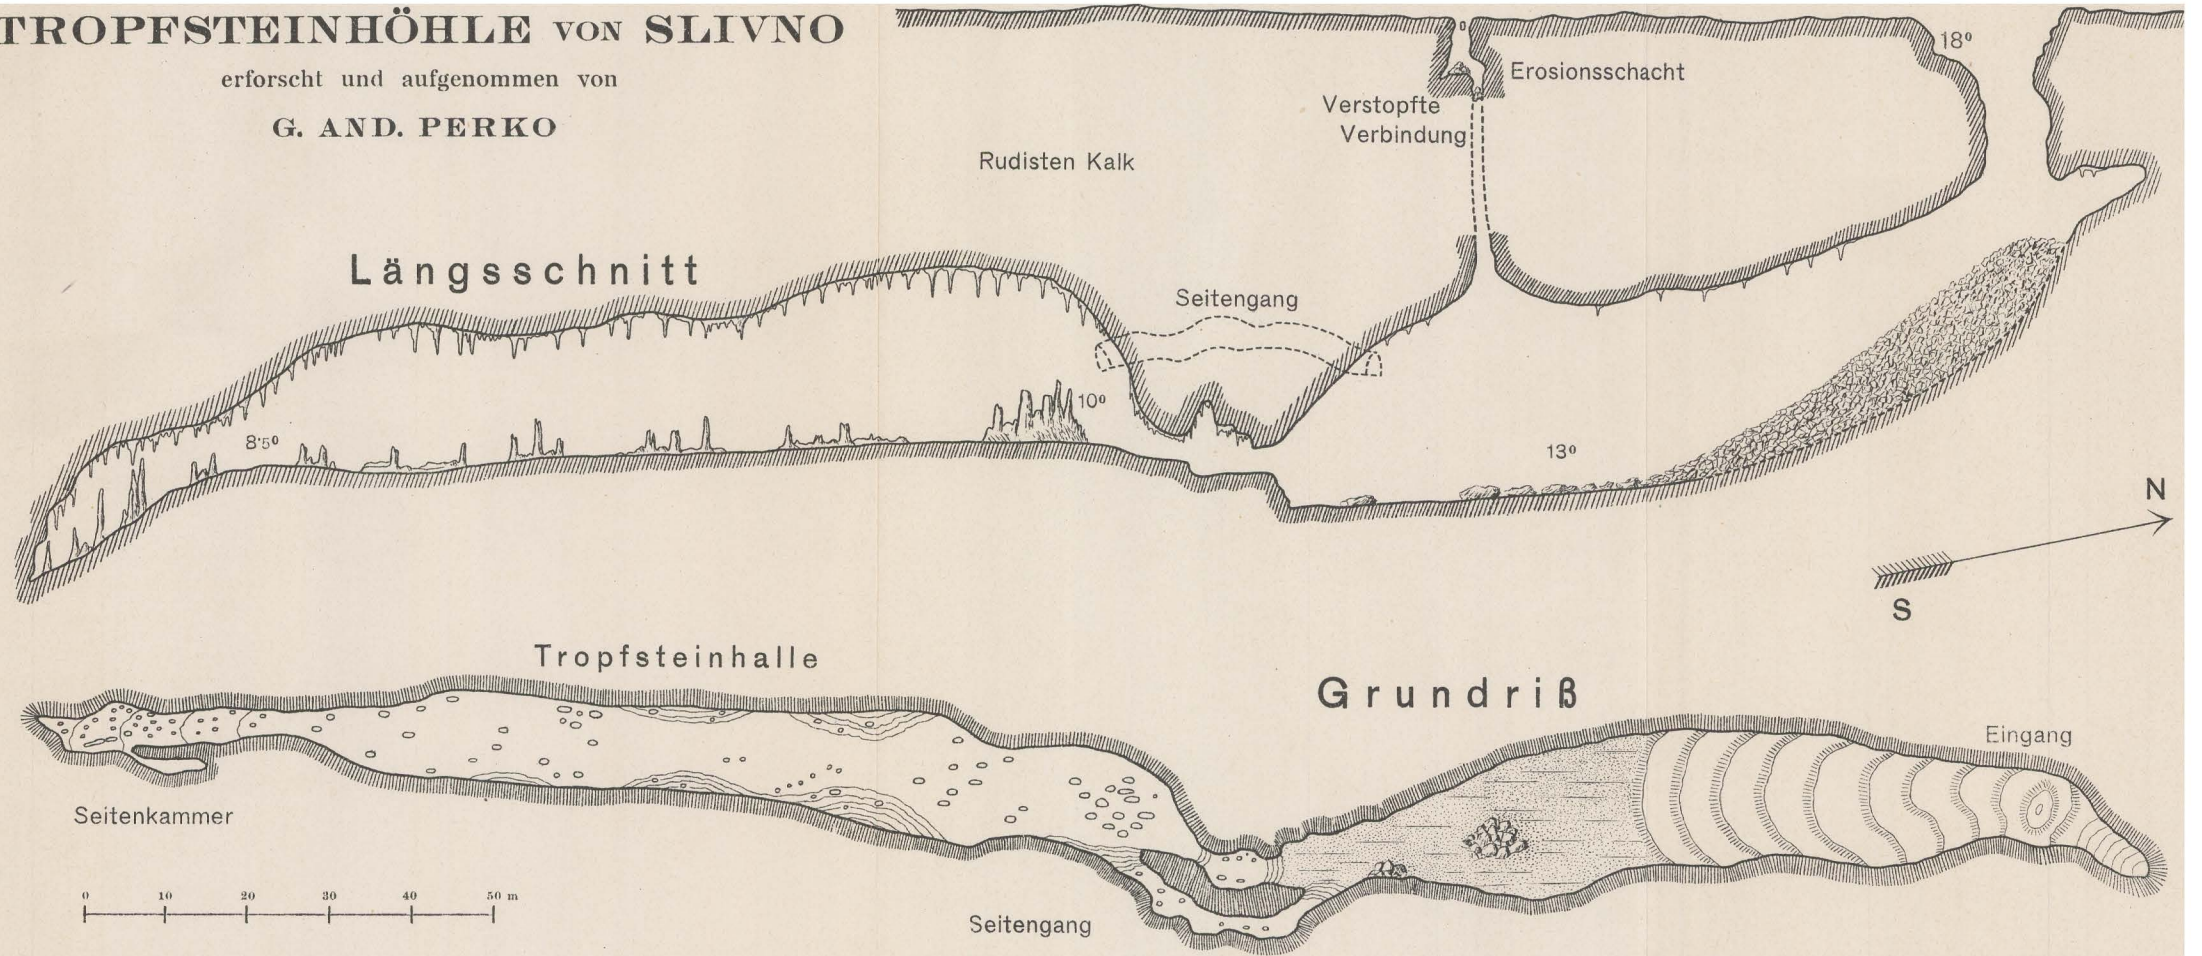 TROPFSTEINHÖHLE VON SLIVNO
erforscht und aufgenommen von
G. AND. PERKO
18°
Erosionsschacht
Verstopfte
Verbindung
Rudisten Kalk
Längsschnitt
Seitengang
10°
8·5°
13°
N
S
Tropfsteinhalle
Grundriß
Eingang
Seitenkammer
0 10 20 30 40 50 m
Seitengang